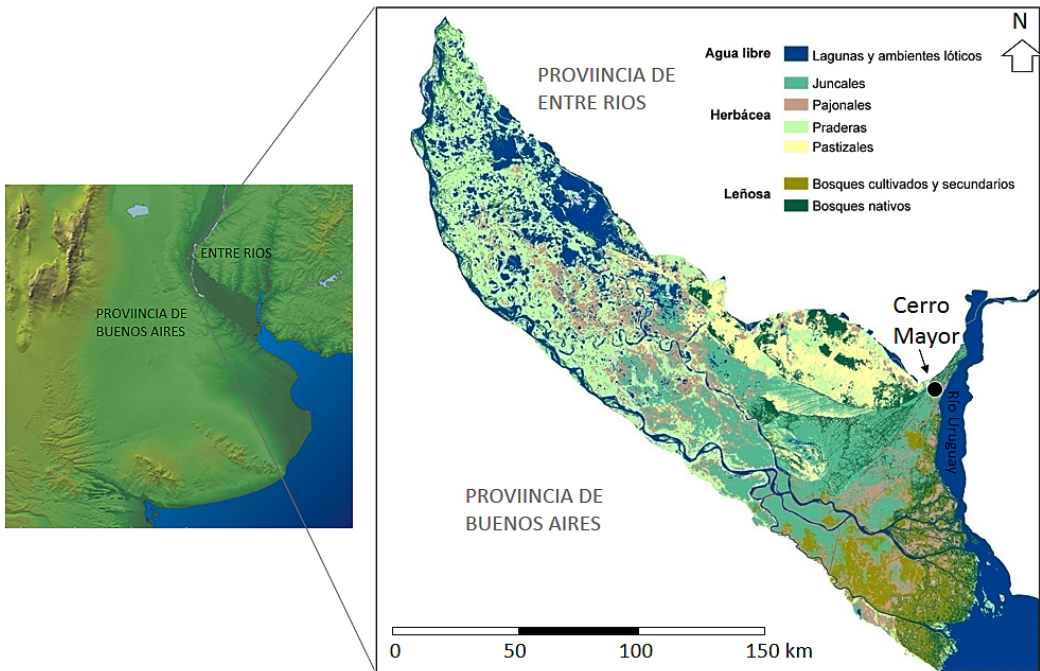 ENTRE RIOS
PROVIINCIA DE
BUENOS AIRES
N
PROVIINCIA DE
ENTRE RIOS
Agua libre
Lagunas y ambientes lóticos
Herbácea
Juncales
Pajonales
Praderas
Pastizales
Leñosa
Bosques cultivados y secundarios
Bosques nativos
Cerro
Mayor
Río Uruguay
PROVIINCIA DE
BUENOS AIRES
0 50 100 150 km